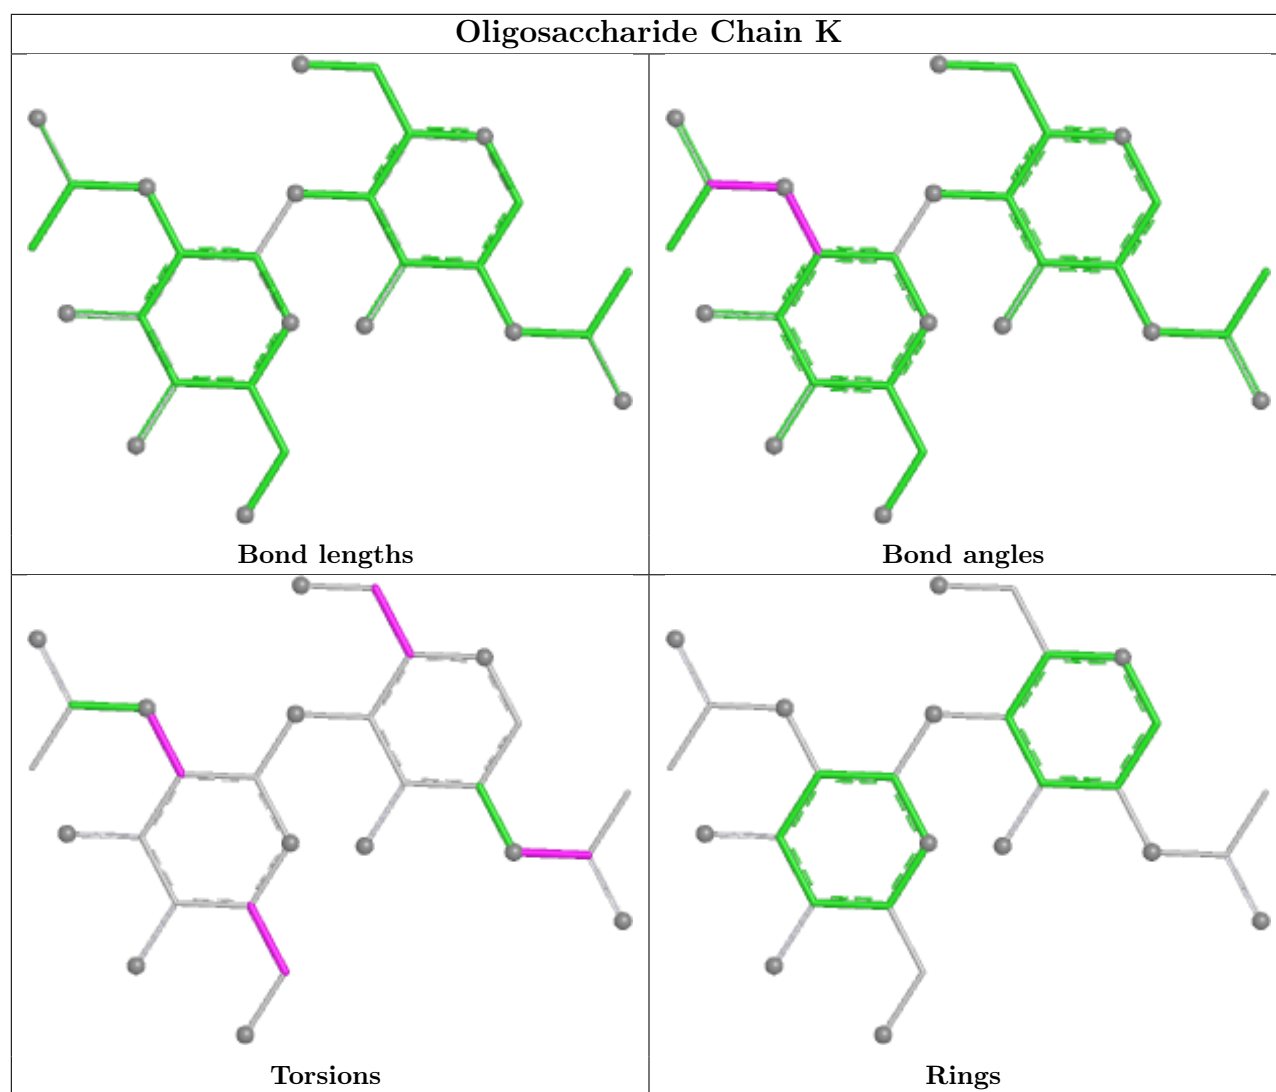 Oligosaccharide Chain K
Bond lengths
Bond angles
Torsions
Rings